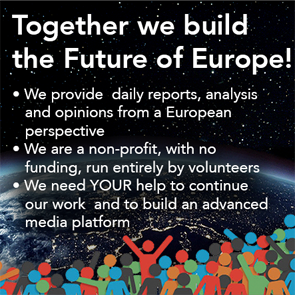 Together we build
the Future of Europe!
• We provide  daily reports, analysis
and opinions from a European
perspective
• We are a non-profit, with no
funding, run entirely by volunteers
• We need YOUR help to continue
our work  and to build an advanced
media platform